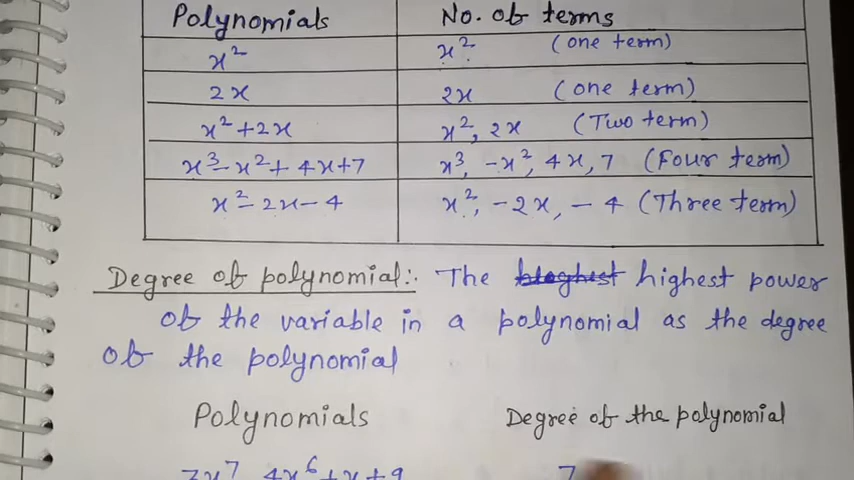 Polynomials No. of terms
x² x² (one term)
2x 2x (one term)
x²+2x x², 2x (Two term)
x³-x²+4x+7 x³, -x², 4x, 7 (Four term)
x²-2x-4 x², -2x, -4 (Three term)
Degree of polynomial:. The highest power
of the variable in a polynomial as the degree
of the polynomial
Polynomials Degree of the polynomial
4x⁶+x+9 7